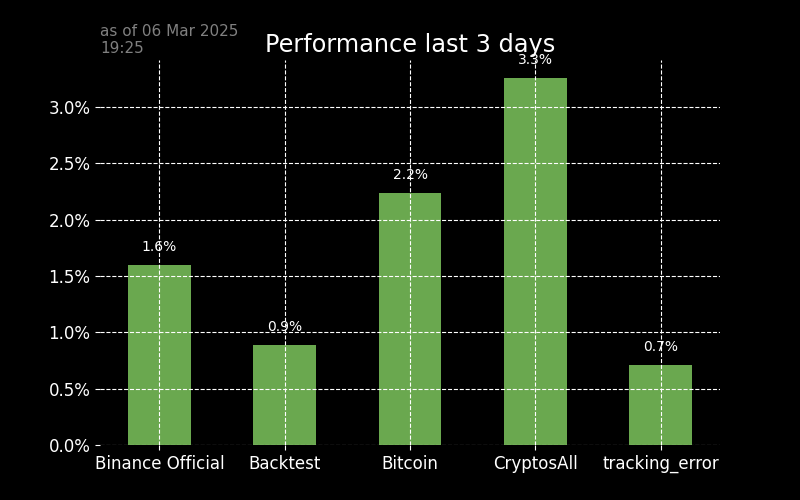 as of 06 Mar 2025
19:25
Performance last 3 days
3.3%
3.0%
2.5%
2.2%
2.0%
1.6%
1.5%
1.0%
0.9%
0.7%
0.5%
0.0%
Binance Official
Backtest
Bitcoin
CryptosAll
tracking_error